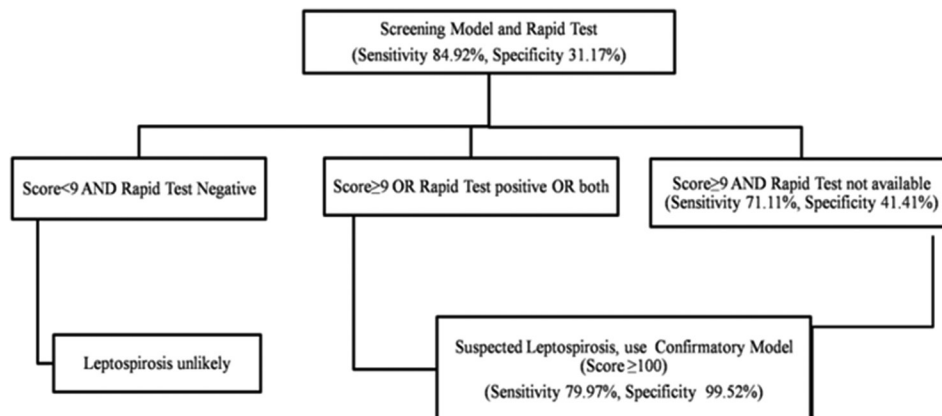 Screening Model and Rapid Test
(Sensitivity 84.92%, Specificity 31.17%)
Score<9 AND Rapid Test Negative
Score≥9 OR Rapid Test positive OR both
Score≥9 AND Rapid Test not available
(Sensitivity 71.11%, Specificity 41.41%)
Leptospirosis unlikely
Suspected Leptospirosis, use Confirmatory Model
(Score ≥100)
(Sensitivity 79.97%, Specificity 99.52%)